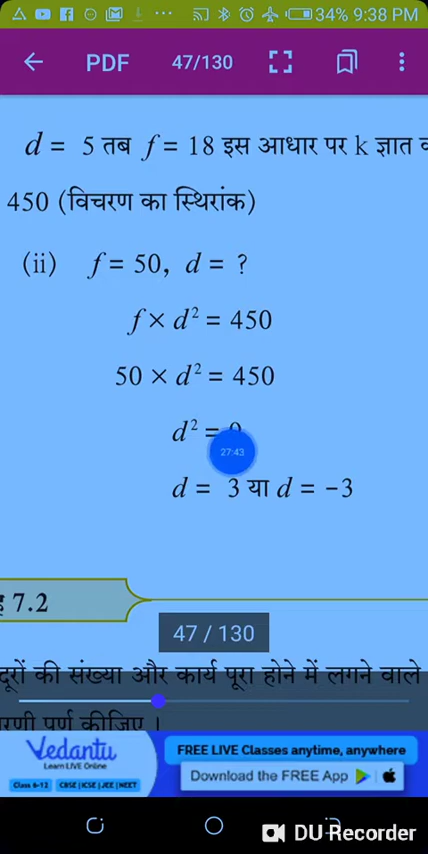 34% 9:38 PM
PDF 47/130
d = 5 तब f = 18 इस आधार पर k ज्ञात
450 (विचरण का स्थिरांक)
(ii) f = 50, d = ?
f × d² = 450
50 × d² = 450
d² =
27:43
d = 3 या d = -3
7.2
47 / 130
की संख्या और कार्य पूरा होने में लगने वाले
कीजिए ।
Vedantu
Learn LIVE Online
Class 6-12 CBSE | ICSE | JEE | NEET
FREE LIVE Classes anytime, anywhere
Download the FREE App
DU Recorder